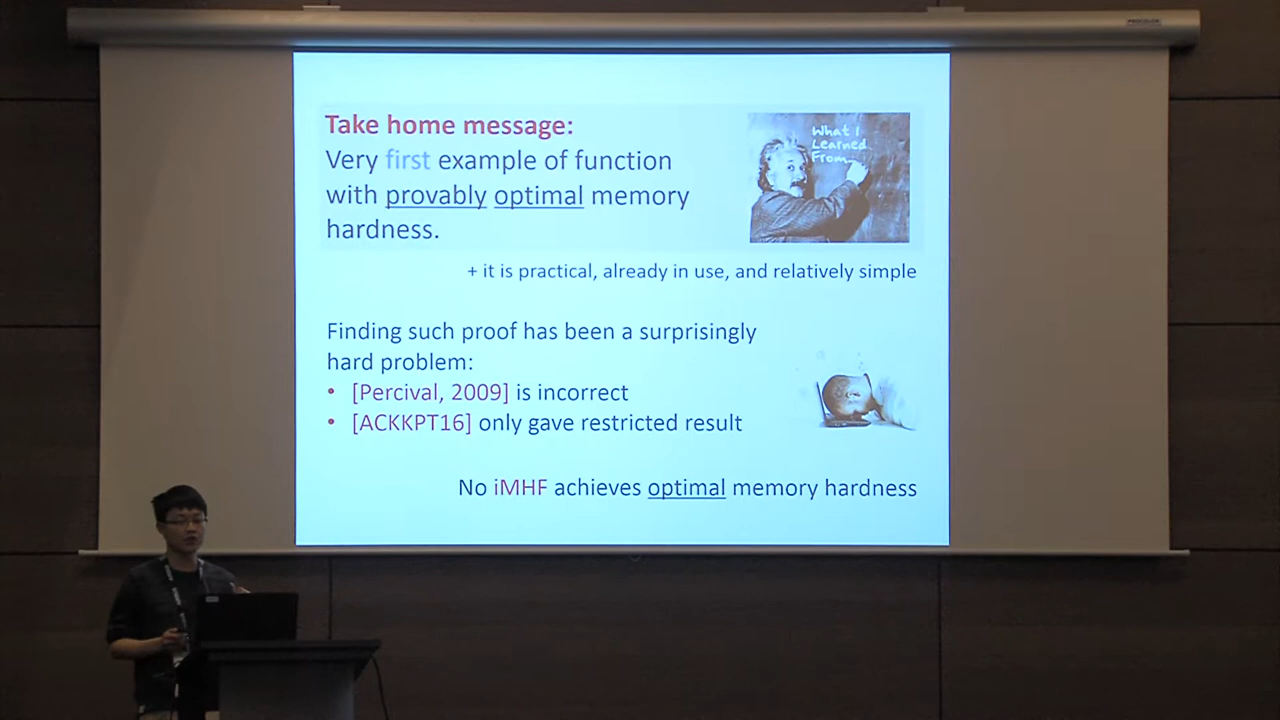 PROCOLOR
Take home message:
What I
Learned
From...
Very first example of function
with provably optimal memory
hardness.
+ it is practical, already in use, and relatively simple
Finding such proof has been a surprisingly
hard problem:
• [Percival, 2009] is incorrect
• [ACKKPT16] only gave restricted result
No iMHF achieves optimal memory hardness